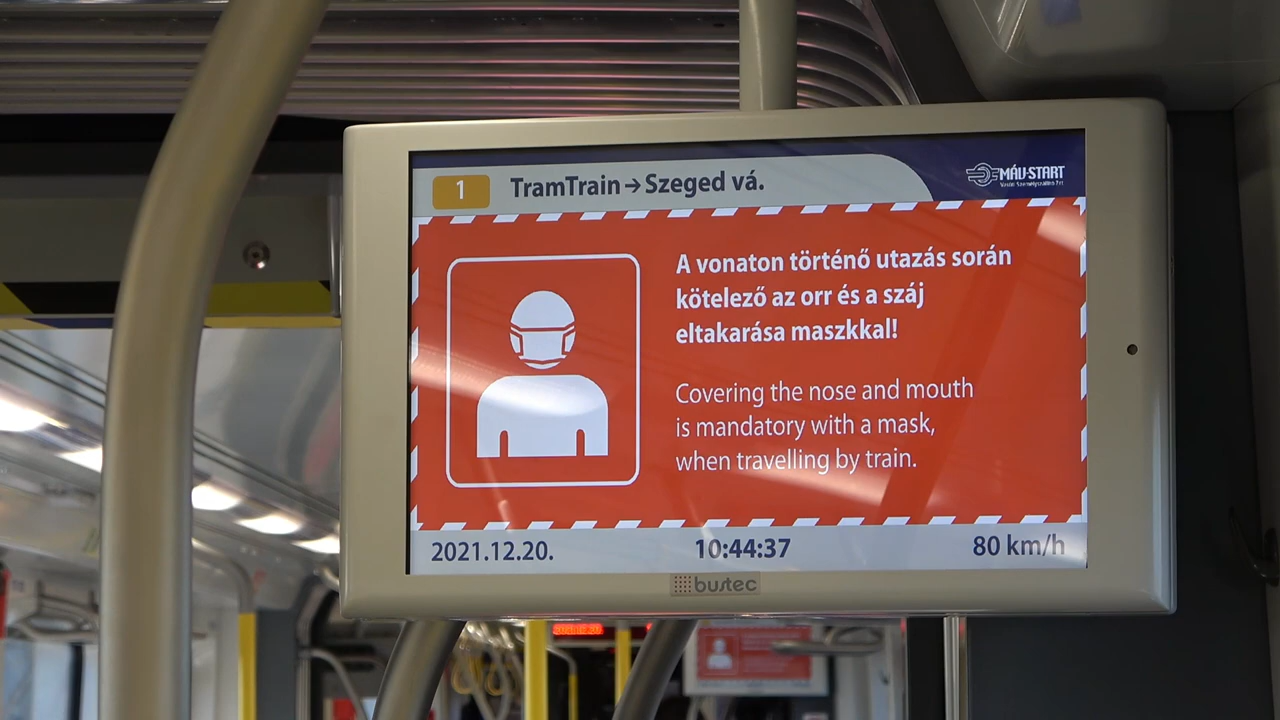 1 TramTrain→Szeged vá.
MÁV-START
A vonaton történő utazás során
kötelező az orr és a száj
eltakarása maszkkal!
Covering the nose and mouth
is mandatory with a mask,
when travelling by train.
2021.12.20. 10:44:37 80 km/h
bustec